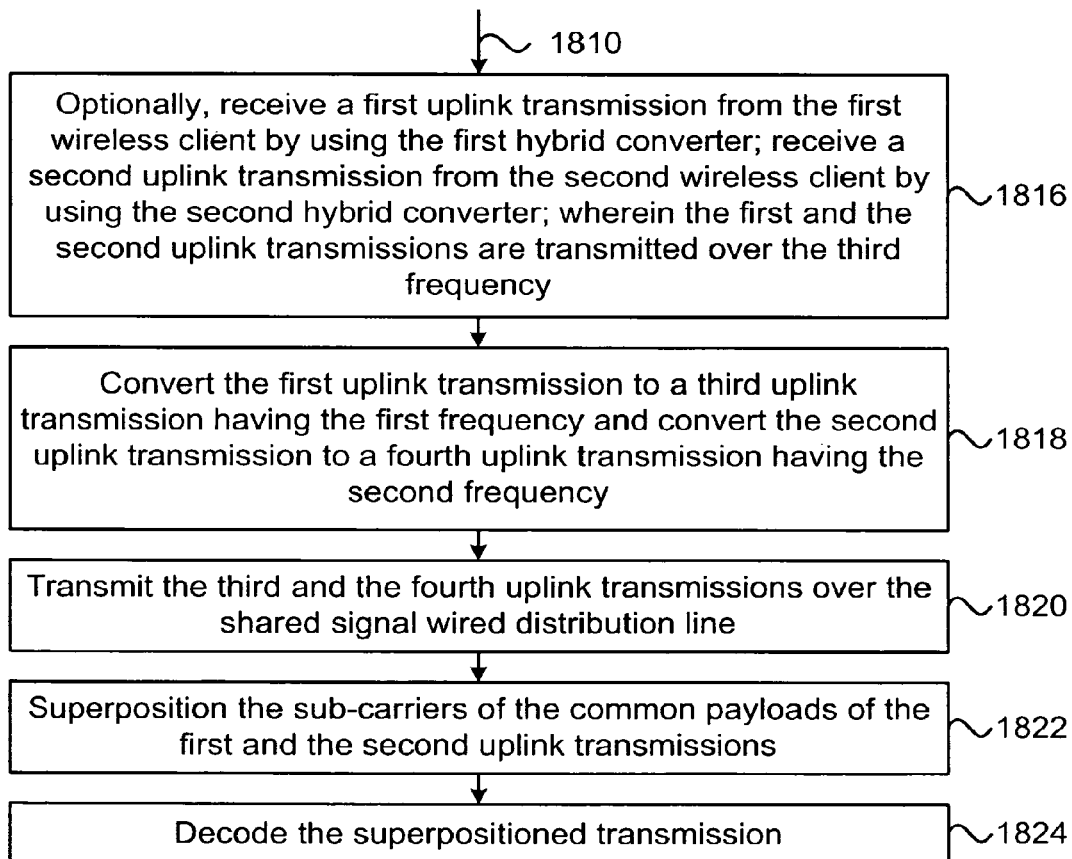 1810
Optionally, receive a first uplink transmission from the first
wireless client by using the first hybrid converter; receive a
second uplink transmission from the second wireless client by
using the second hybrid converter; wherein the first and the
second uplink transmissions are transmitted over the third
frequency
1816
Convert the first uplink transmission to a third uplink
transmission having the first frequency and convert the second
uplink transmission to a fourth uplink transmission having the
second frequency
1818
Transmit the third and the fourth uplink transmissions over the
shared signal wired distribution line
1820
Superposition the sub-carriers of the common payloads of the
first and the second uplink transmissions
1822
Decode the superpositioned transmission
1824